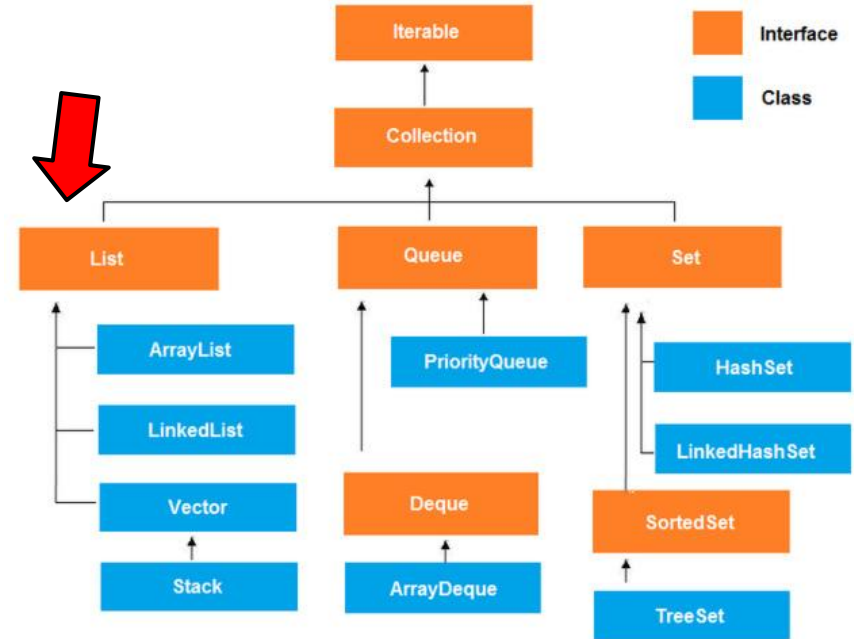 Iterable
Interface
Class
Collection
List
Queue
Set
ArrayList
PriorityQueue
HashSet
LinkedList
LinkedHashSet
Vector
Deque
SortedSet
Stack
ArrayDeque
TreeSet